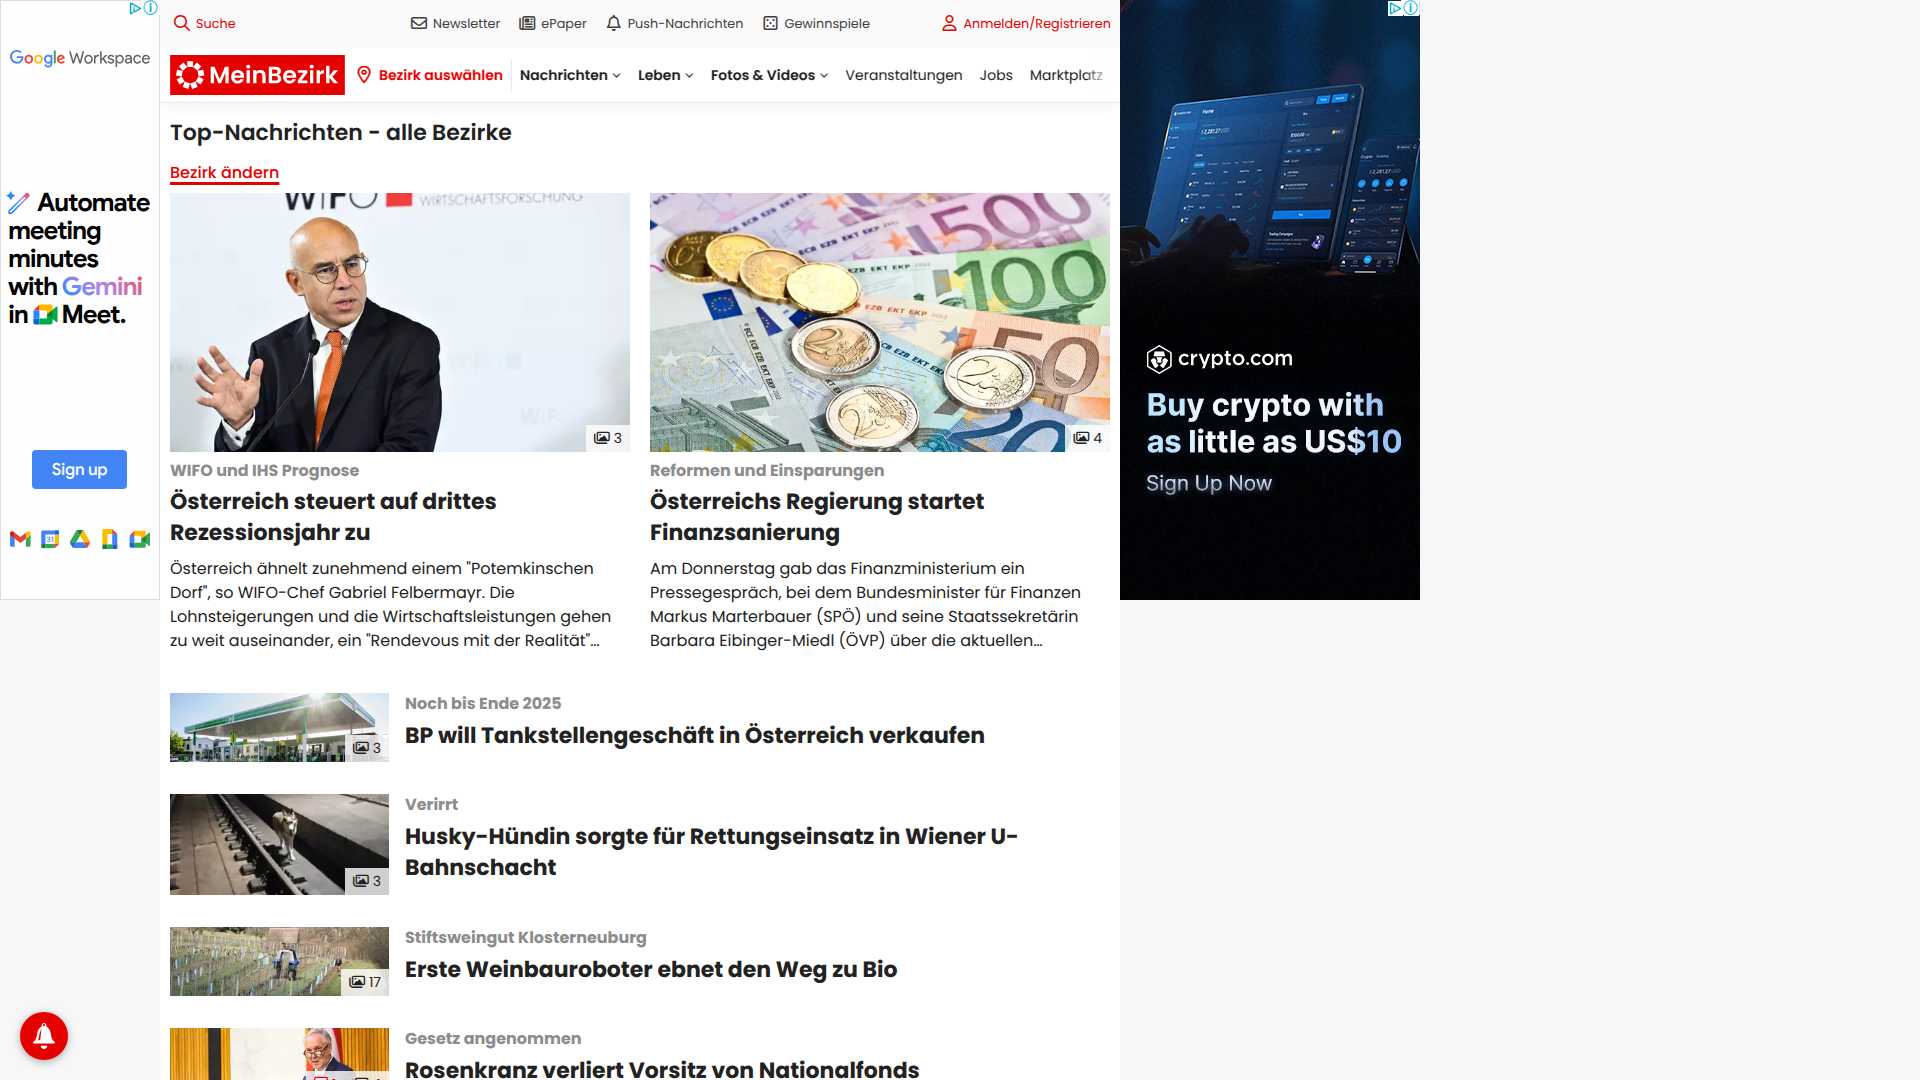 Suche
Newsletter
ePaper
Push-Nachrichten
Gewinnspiele
Anmelden/Registrieren
MeinBezirk
Bezirk auswählen
Nachrichten
Leben
Fotos & Videos
Veranstaltungen
Jobs
Marktplatz
Google Workspace
Automate
meeting
minutes
with Gemini
in Meet.
Sign up
Top-Nachrichten - alle Bezirke
Bezirk ändern
WIFO
WIRTSCHAFTSFORSCHUNG
3
WIFO und IHS Prognose
Österreich steuert auf drittes
Rezessionsjahr zu
Österreich ähnelt zunehmend einem "Potemkinschen
Dorf", so WIFO-Chef Gabriel Felbermayr. Die
Lohnsteigerungen und die Wirtschaftsleistungen gehen
zu weit auseinander, ein "Rendevous mit der Realität"...
500
100
50
20
4
Reformen und Einsparungen
Österreichs Regierung startet
Finanzsanierung
Am Donnerstag gab das Finanzministerium ein
Pressegespräch, bei dem Bundesminister für Finanzen
Markus Marterbauer (SPÖ) und seine Staatssekretärin
Barbara Eibinger-Miedl (ÖVP) über die aktuellen...
3
Noch bis Ende 2025
BP will Tankstellengeschäft in Österreich verkaufen
3
Verirrt
Husky-Hündin sorgte für Rettungseinsatz in Wiener U-
Bahnschacht
17
Stiftsweingut Klosterneuburg
Erste Weinbauroboter ebnet den Weg zu Bio
Gesetz angenommen
Rosenkranz verliert Vorsitz von Nationalfonds
crypto.com
Buy crypto with
as little as US$10
Sign Up Now